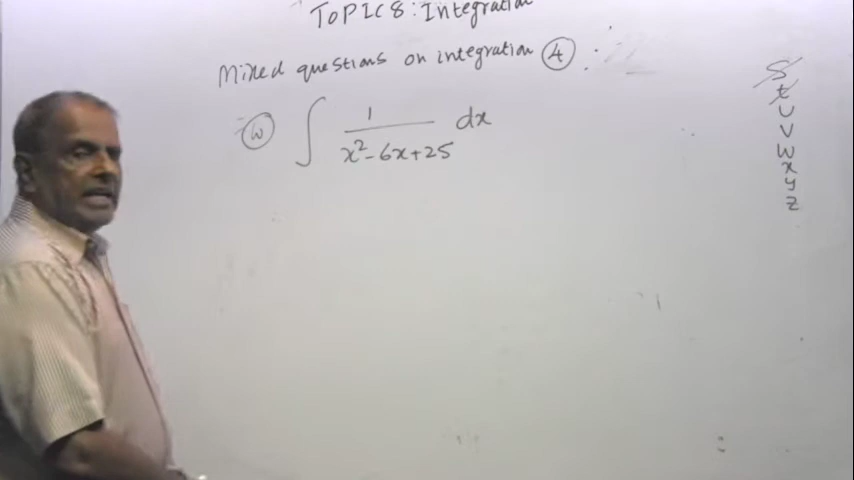 TOPIC 8: Integration
Mixed questions on integration 4
w ∫ 1 / x²-6x+25 dx
S
t
U
V
W
x
y
z